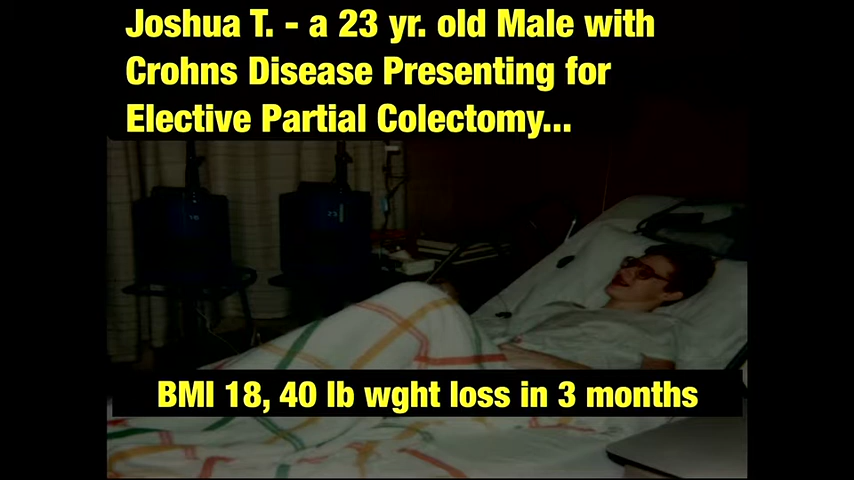 Joshua T. - a 23 yr. old Male with
Crohns Disease Presenting for
Elective Partial Colectomy...
BMI 18, 40 lb wght loss in 3 months